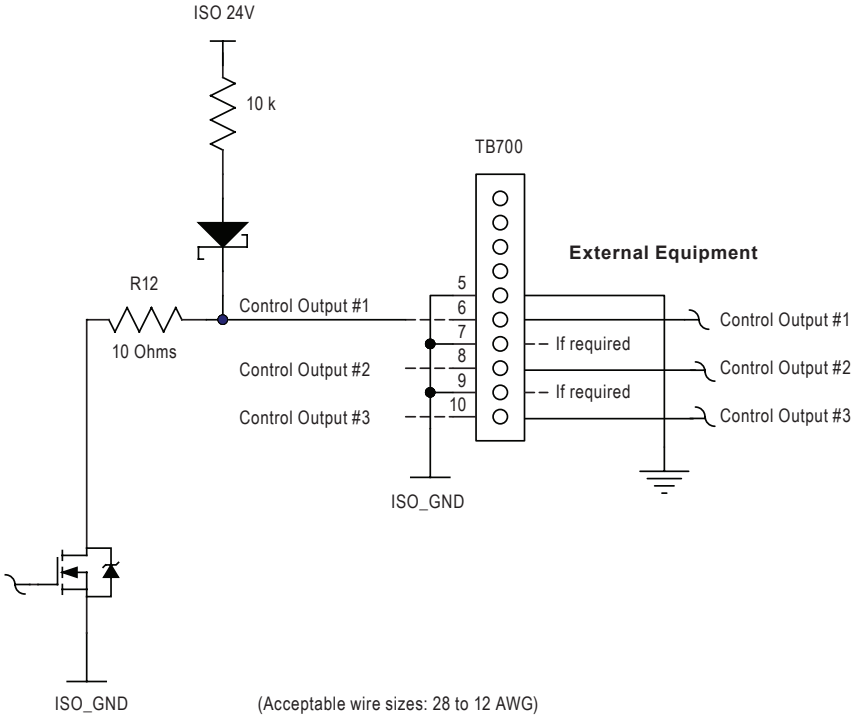 ISO 24V
10 k
TB700
External Equipment
R12
10 Ohms
Control Output #1
5
6
7
8
9
10
Control Output #1
If required
Control Output #2
Control Output #2
If required
Control Output #3
Control Output #3
ISO_GND
ISO_GND
(Acceptable wire sizes: 28 to 12 AWG)